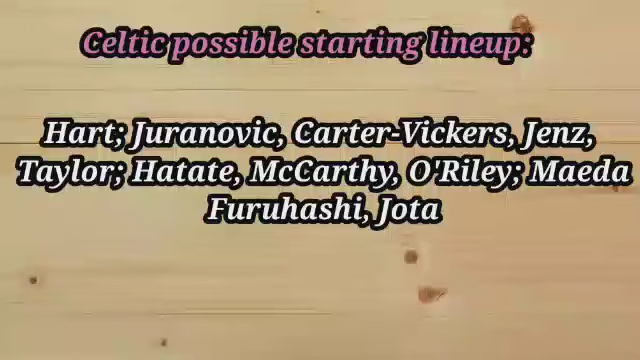 Celtic possible starting lineup:
Hart; Juranovic, Carter-Vickers, Jenz,
Taylor; Hatate, McCarthy, O'Riley; Maeda
Furuhashi, Jota